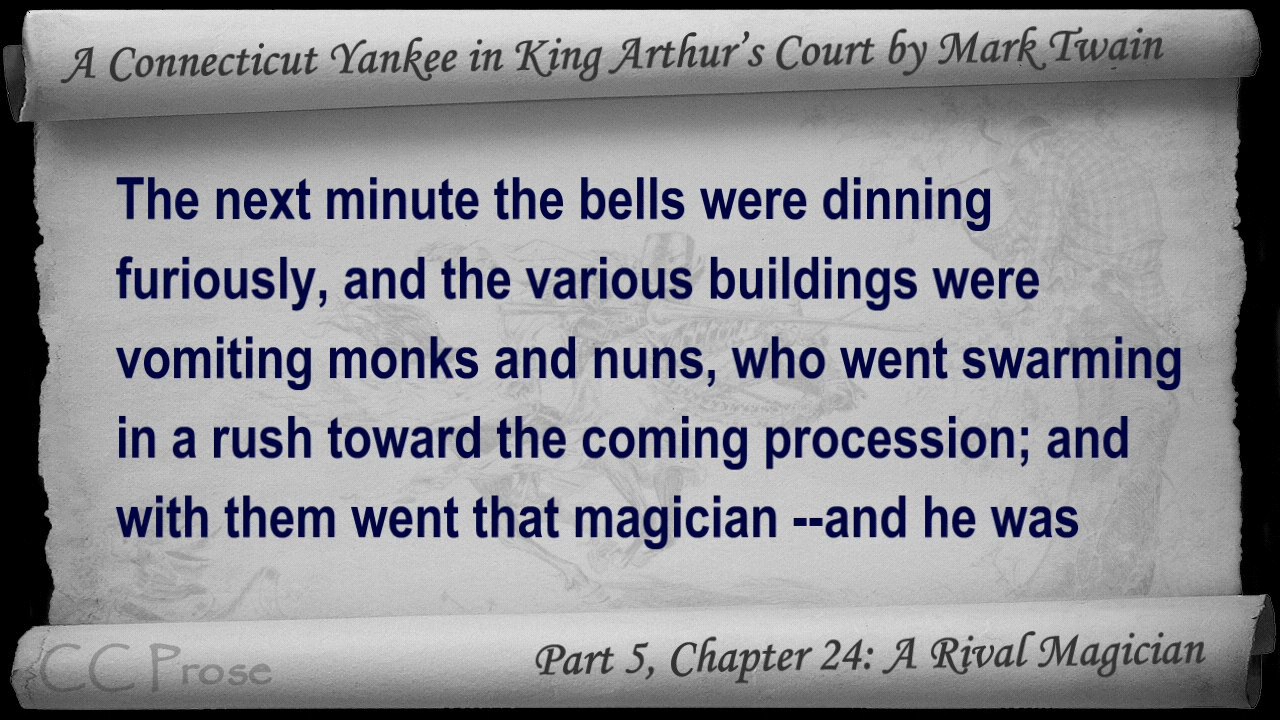 A Connecticut Yankee in King Arthur's Court by Mark Twain
The next minute the bells were dinning
furiously, and the various buildings were
vomiting monks and nuns, who went swarming
in a rush toward the coming procession; and
with them went that magician --and he was
CC Prose
Part 5, Chapter 24: A Rival Magician